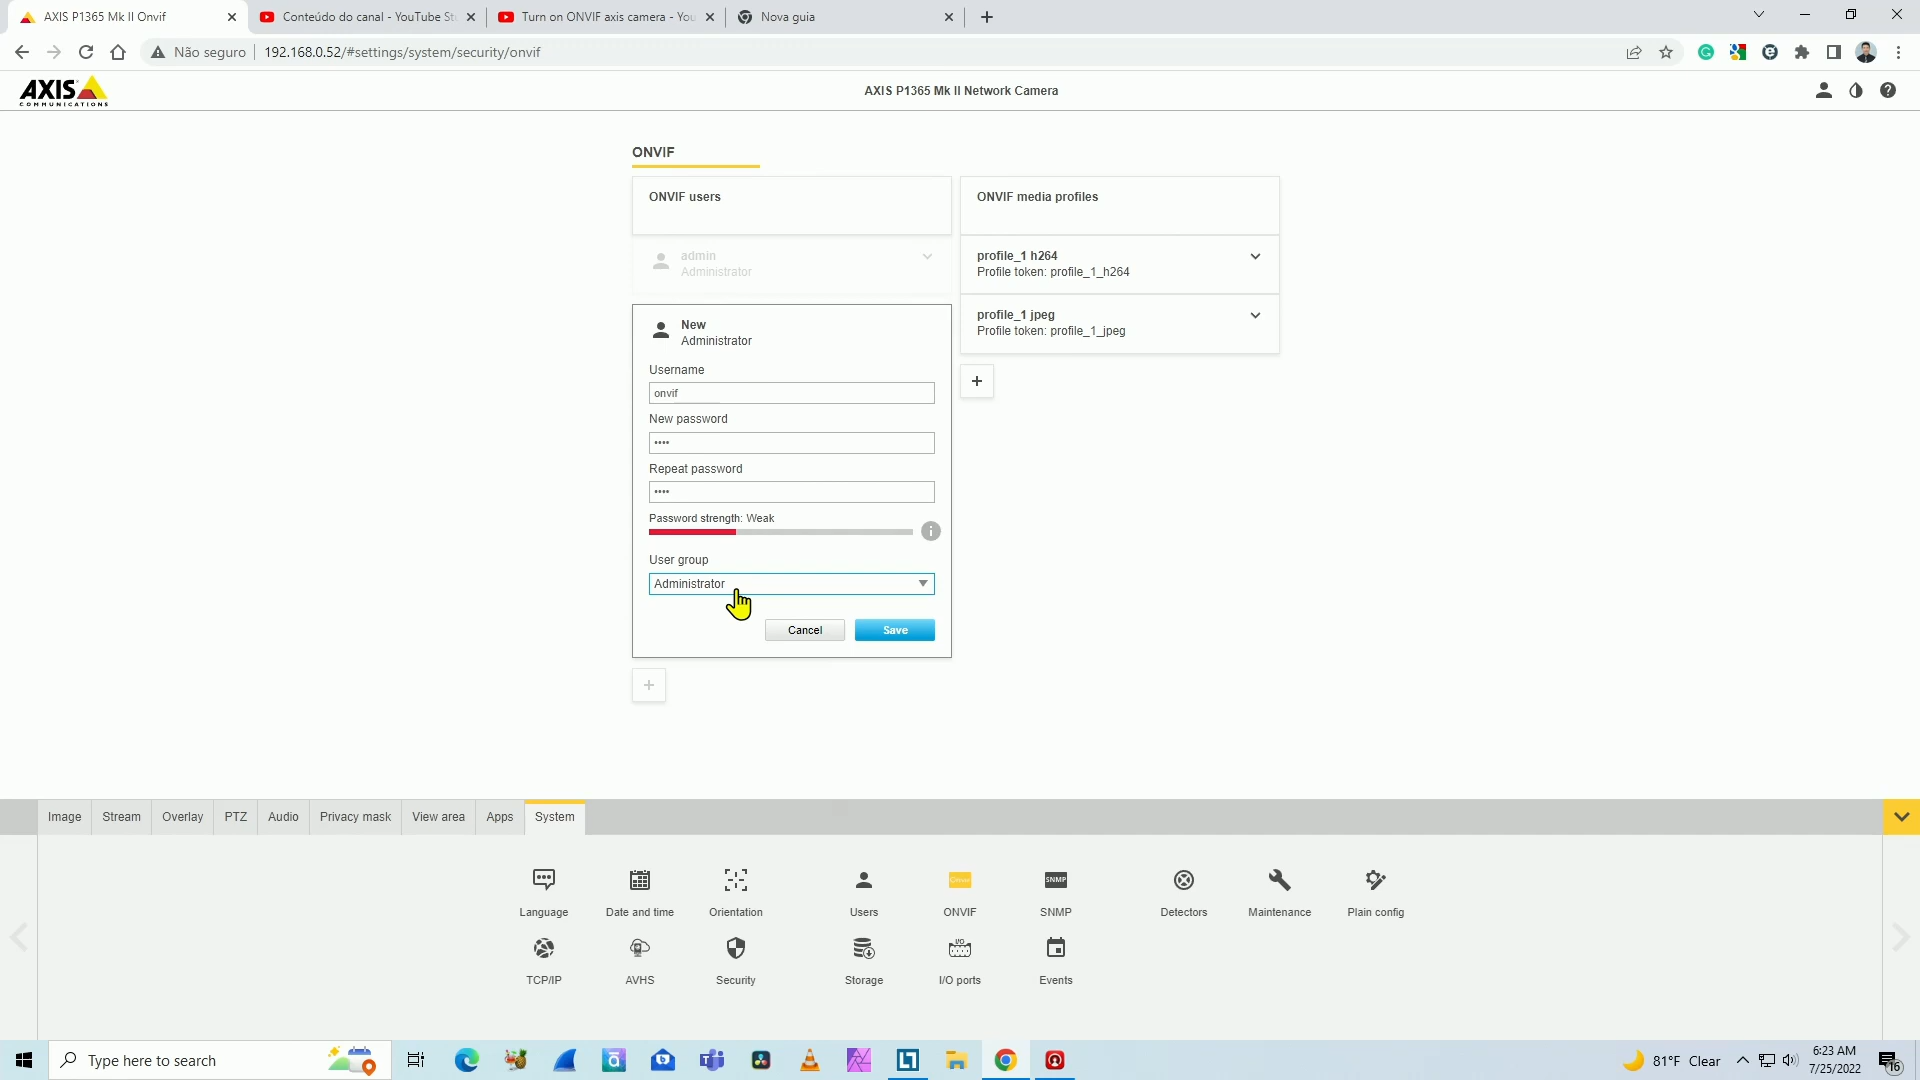 AXIS P1365 Mk II Onvif
Conteúdo do canal - YouTube St
Turn on ONVIF axis camera - You
Nova guia
Não seguro
192.168.0.52/#settings/system/security/onvif
AXIS
COMMUNICATIONS
AXIS P1365 Mk II Network Camera
ONVIF
ONVIF users
admin
Administrator
New
Administrator
Username
onvif
New password
••••
Repeat password
••••
Password strength: Weak
User group
Administrator
Cancel
Save
+
ONVIF media profiles
profile_1 h264
Profile token: profile_1_h264
profile_1 jpeg
Profile token: profile_1_jpeg
+
Image
Stream
Overlay
PTZ
Audio
Privacy mask
View area
Apps
System
Language
Date and time
Orientation
Users
ONVIF
SNMP
SNMP
Detectors
Maintenance
Plain config
TCP/IP
AVHS
Security
Storage
I/O
I/O ports
Events
Type here to search
81°F Clear
6:23 AM
7/25/2022
16